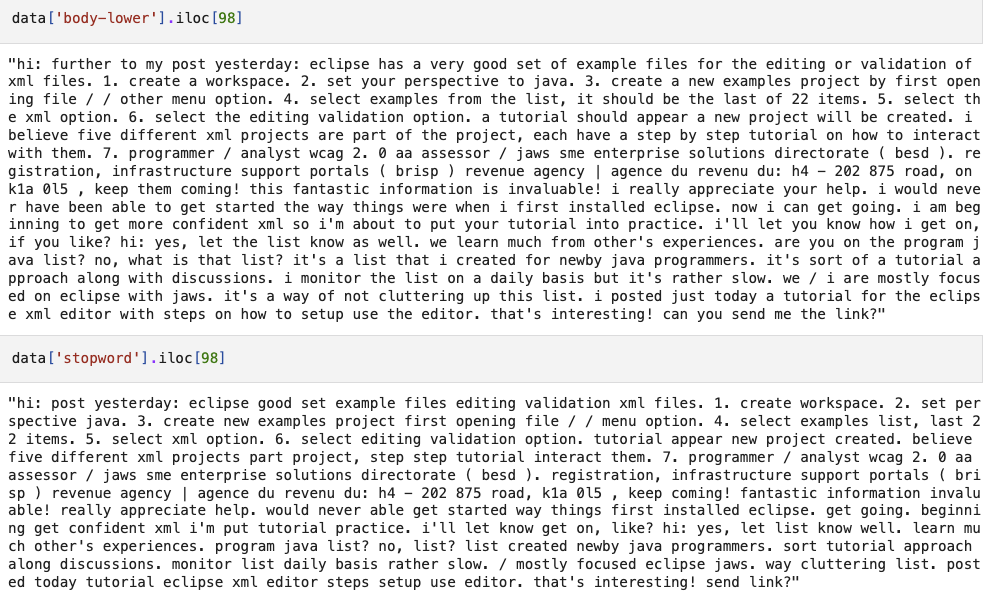 data['body-lower'].iloc[98]
"hi: further to my post yesterday: eclipse has a very good set of example files for the editing or validation of
xml files. 1. create a workspace. 2. set your perspective to java. 3. create a new examples project by first open
ing file / / other menu option. 4. select examples from the list, it should be the last of 22 items. 5. select th
e xml option. 6. select the editing validation option. a tutorial should appear a new project will be created. i
believe five different xml projects are part of the project, each have a step by step tutorial on how to interact
with them. 7. programmer / analyst wcag 2. 0 aa assessor / jaws sme enterprise solutions directorate ( besd ). re
gistration, infrastructure support portals ( brisp ) revenue agency | agence du revenu du: h4 – 202 875 road, on
k1a 0l5 , keep them coming! this fantastic information is invaluable! i really appreciate your help. i would neve
r have been able to get started the way things were when i first installed eclipse. now i can get going. i am beg
inning to get more confident xml so i'm about to put your tutorial into practice. i'll let you know how i get on,
if you like? hi: yes, let the list know as well. we learn much from other's experiences. are you on the program j
ava list? no, what is that list? it's a list that i created for newby java programmers. it's sort of a tutorial a
pproach along with discussions. i monitor the list on a daily basis but it's rather slow. we / i are mostly focus
ed on eclipse with jaws. it's a way of not cluttering up this list. i posted just today a tutorial for the eclips
e xml editor with steps on how to setup use the editor. that's interesting! can you send me the link?"
data['stopword'].iloc[98]
"hi: post yesterday: eclipse good set example files editing validation xml files. 1. create workspace. 2. set per
spective java. 3. create new examples project first opening file / / menu option. 4. select examples list, last 2
2 items. 5. select xml option. 6. select editing validation option. tutorial appear new project created. believe
five different xml projects part project, step step tutorial interact them. 7. programmer / analyst wcag 2. 0 aa
assessor / jaws sme enterprise solutions directorate ( besd ). registration, infrastructure support portals ( bri
sp ) revenue agency | agence du revenu du: h4 – 202 875 road, k1a 0l5 , keep coming! fantastic information invalu
able! really appreciate help. would never able get started way things first installed eclipse. get going. beginni
ng get confident xml i'm put tutorial practice. i'll let know get on, like? hi: yes, let list know well. learn mu
ch other's experiences. program java list? no, list? list created newby java programmers. sort tutorial approach
along discussions. monitor list daily basis rather slow. / mostly focused eclipse jaws. way cluttering list. post
ed today tutorial eclipse xml editor steps setup use editor. that's interesting! send link?"